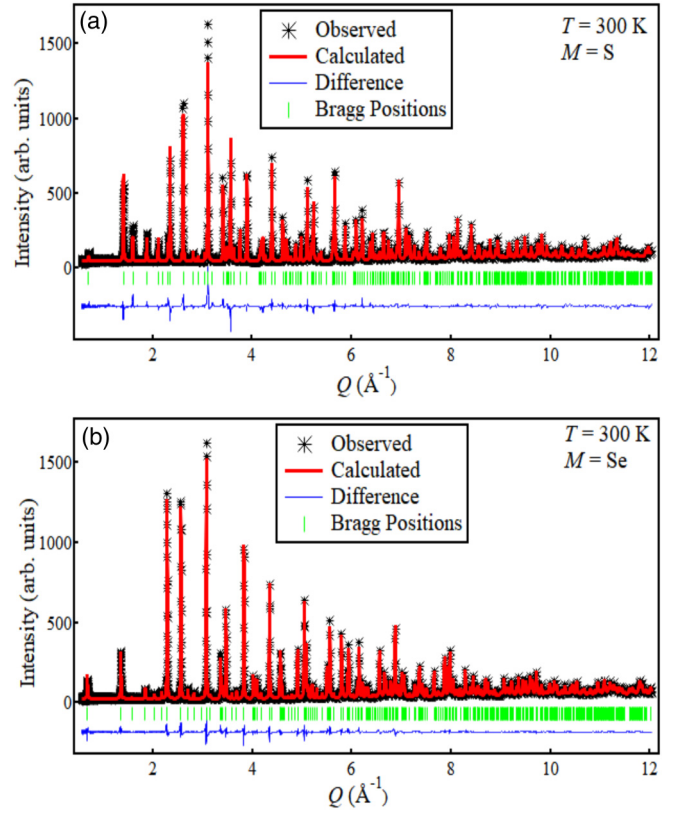 (a)
T = 300 K
M = S
Observed
Calculated
Difference
Bragg Positions
Intensity (arb. units)
1500
1000
500
0
2 4 6 8 10 12
Q (Å⁻¹)
(b)
T = 300 K
M = Se
Observed
Calculated
Difference
Bragg Positions
Intensity (arb. units)
1500
1000
500
0
2 4 6 8 10 12
Q (Å⁻¹)